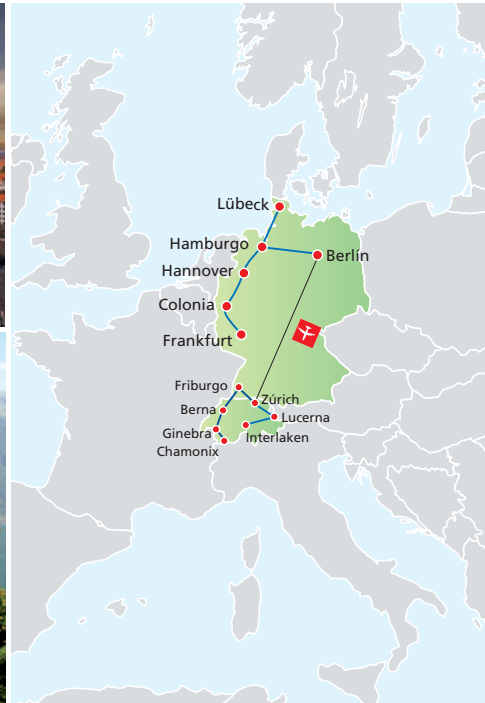 Lübeck
Hamburgo
Berlín
Hannover
Colonia
Frankfurt
Friburgo
Zúrich
Berna
Lucerna
Ginebra
Interlaken
Chamonix